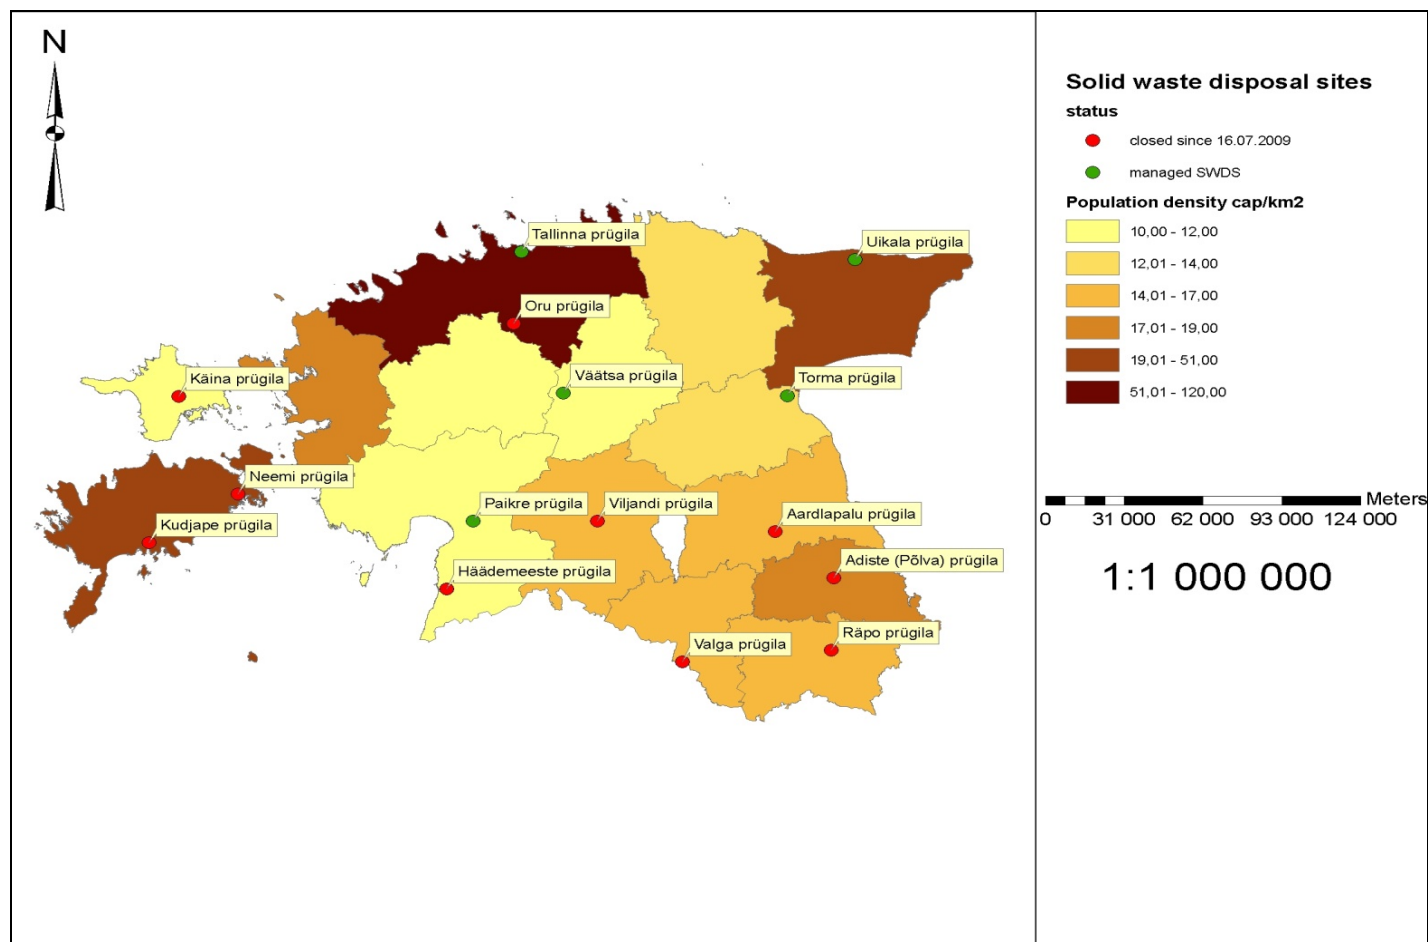 N
Tallinna prügila
Uikala prügila
Oru prügila
Käina prügila
Väätsa prügila
Torma prügila
Neemi prügila
Paikre prügila
Viljandi prügila
Aardlapalu prügila
Kudjape prügila
Häädemeeste prügila
Adiste (Põlva) prügila
Valga prügila
Räpo prügila
Solid waste disposal sites
status
closed since 16.07.2009
managed SWDS
Population density cap/km2
10,00 - 12,00
12,01 - 14,00
14,01 - 17,00
17,01 - 19,00
19,01 - 51,00
51,01 - 120,00
Meters
0 31 000 62 000 93 000 124 000
1:1 000 000